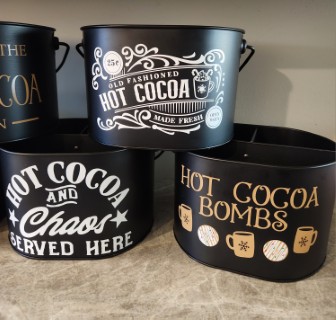 THE
COA
N
25¢
OLD FASHIONED
HOT COCOA
MADE FRESH
HOT COCOA
AND
Chaos
SERVED HERE
HOT COCOA
BOMBS